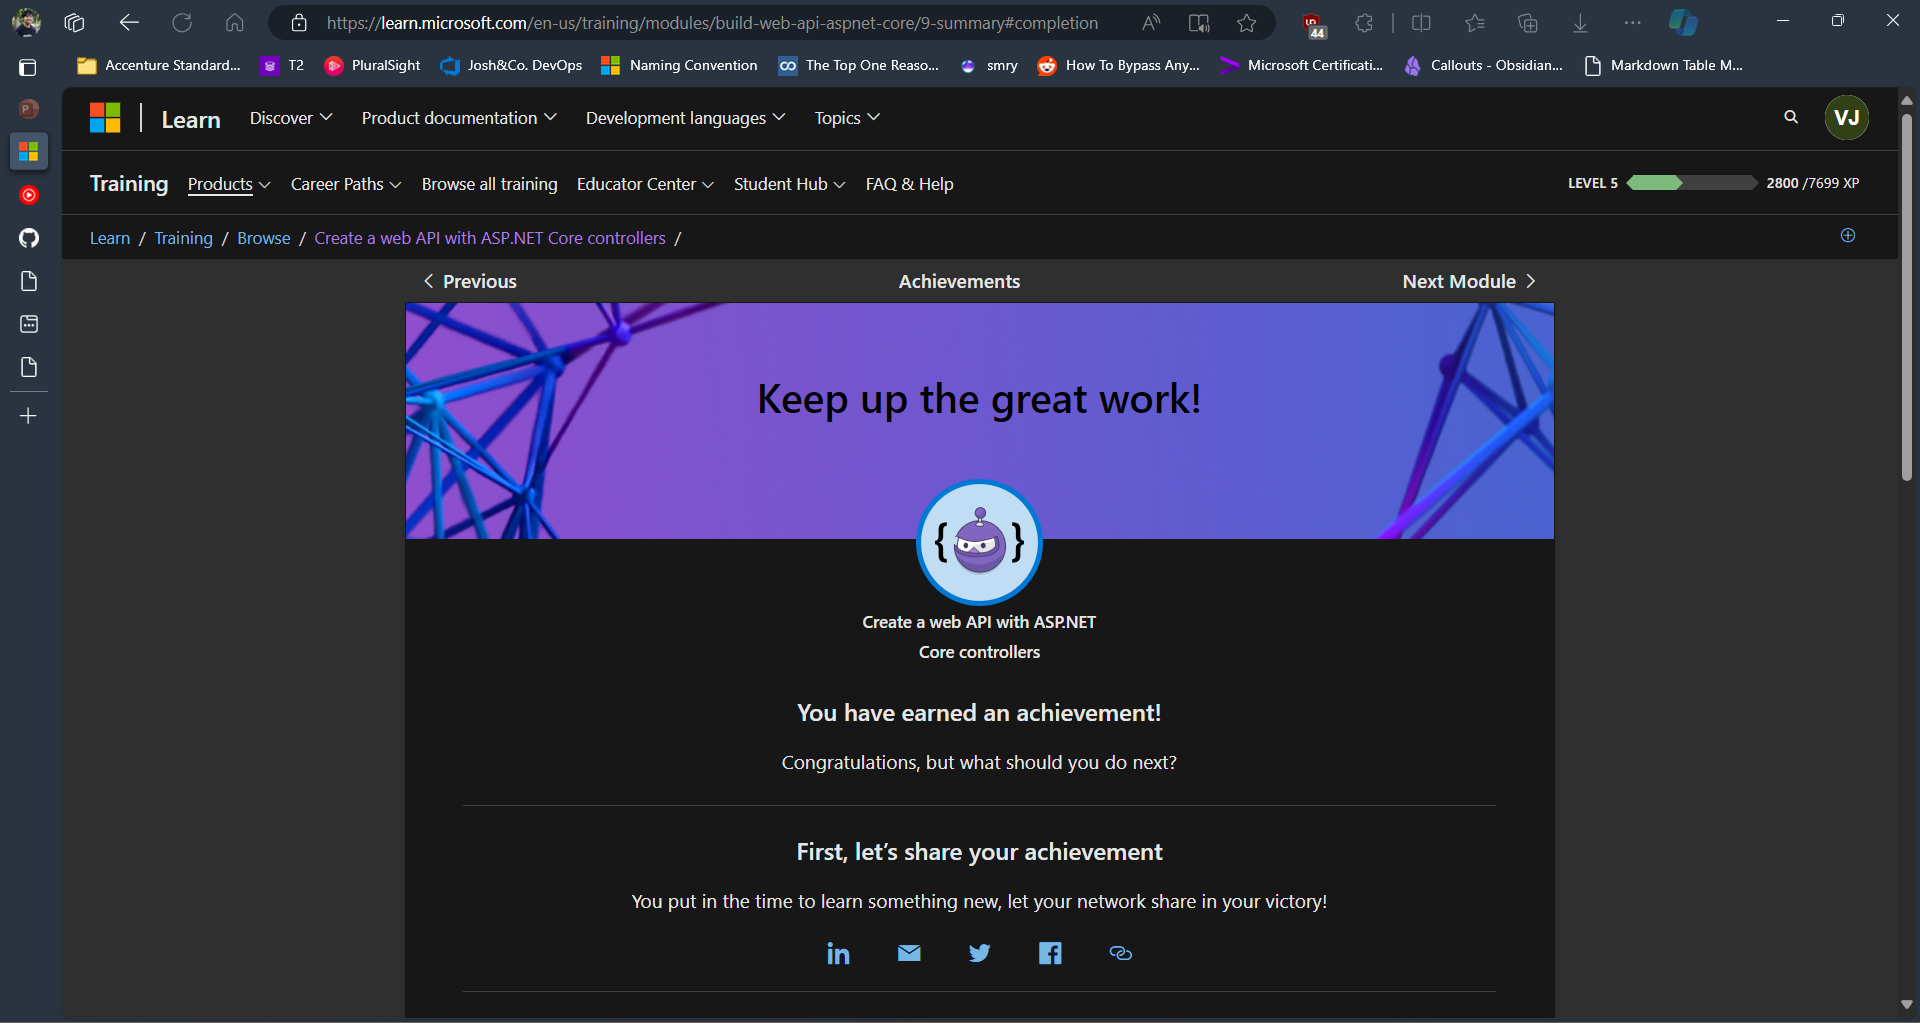 https://learn.microsoft.com/en-us/training/modules/build-web-api-aspnet-core/9-summary#completion
44
Accenture Standard...
T2
PluralSight
Josh&Co. DevOps
Naming Convention
The Top One Reaso...
smry
How To Bypass Any...
Microsoft Certificati...
Callouts - Obsidian...
Markdown Table M...
Learn
Discover
Product documentation
Development languages
Topics
VJ
Training
Products
Career Paths
Browse all training
Educator Center
Student Hub
FAQ & Help
LEVEL 5
2800 /7699 XP
Learn / Training / Browse / Create a web API with ASP.NET Core controllers /
Previous
Achievements
Next Module
Keep up the great work!
{ }
Create a web API with ASP.NET
Core controllers
You have earned an achievement!
Congratulations, but what should you do next?
First, let's share your achievement
You put in the time to learn something new, let your network share in your victory!